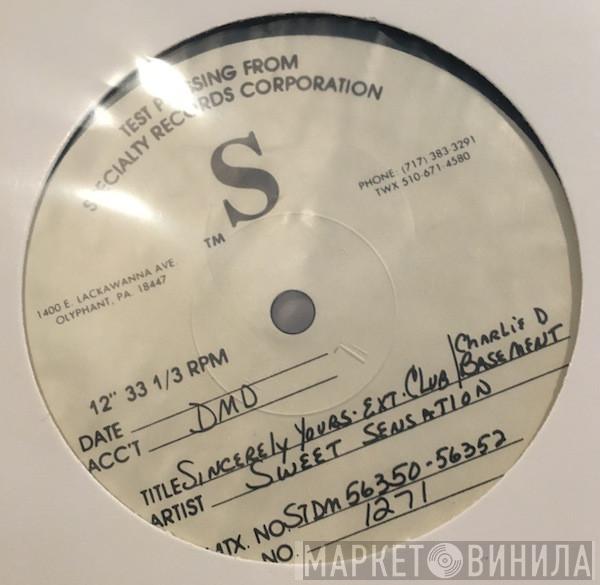 TEST PRESSING FROM
SPECIALTY RECORDS CORPORATION
S
TM
PHONE: (717) 383-3291
TWX 510-671-4580
1400 E. LACKAWANNA AVE.
OLYPHANT, PA. 18447
12" 33 1/3 RPM
DATE
ACC'T DMD
TITLE SINCERELY YOURS. EXT. CLUB / CHARLIE D BASEMENT
ARTIST SWEET SENSATION
MTX. NO. STDM 56350-56352
NO. 1271
МАРКЕТ ВИНИЛА